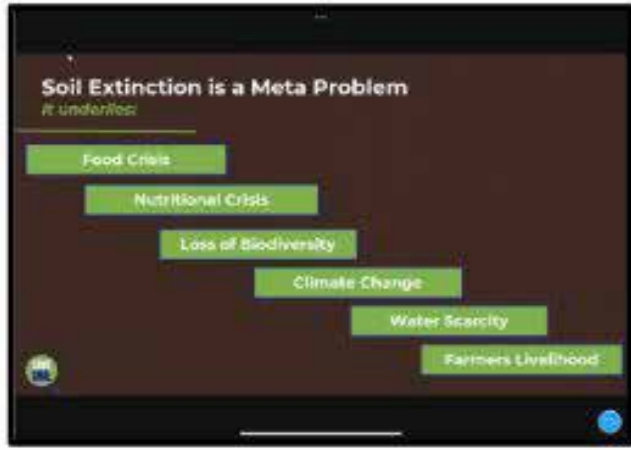 Soil Extinction is a Meta Problem
It underlies:
Food Crisis
Nutritional Crisis
Loss of Biodiversity
Climate Change
Water Scarcity
Farmers Livelihood